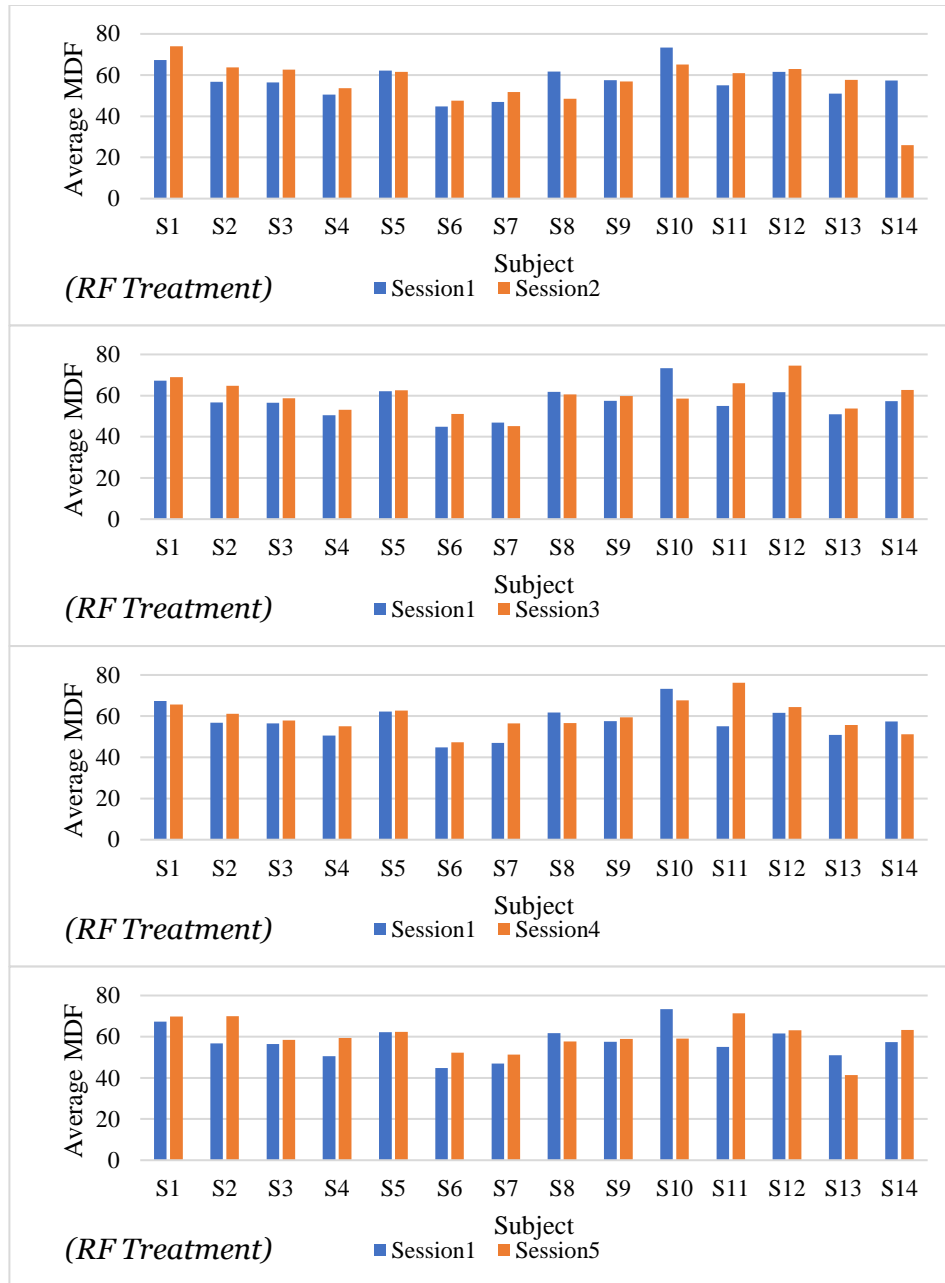 80
60
40
20
0
Average MDF
S1 S2 S3 S4 S5 S6 S7 S8 S9 S10 S11 S12 S13 S14
Subject
(RF Treatment)
Session1 Session2
80
60
40
20
0
Average MDF
S1 S2 S3 S4 S5 S6 S7 S8 S9 S10 S11 S12 S13 S14
Subject
(RF Treatment)
Session1 Session3
80
60
40
20
0
Average MDF
S1 S2 S3 S4 S5 S6 S7 S8 S9 S10 S11 S12 S13 S14
Subject
(RF Treatment)
Session1 Session4
80
60
40
20
0
Average MDF
S1 S2 S3 S4 S5 S6 S7 S8 S9 S10 S11 S12 S13 S14
Subject
(RF Treatment)
Session1 Session5